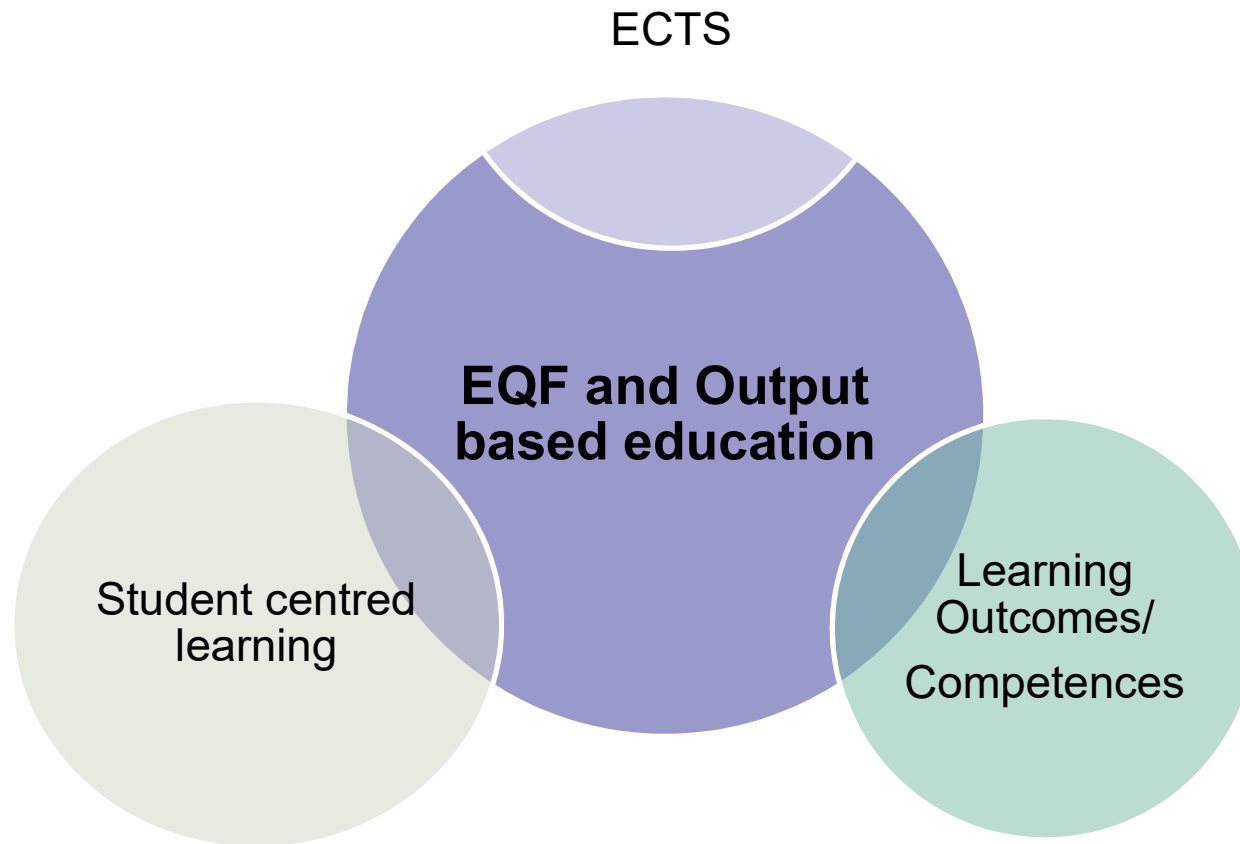 ECTS
EQF and Output
based education
Student centred
learning
Learning
Outcomes/
Competences